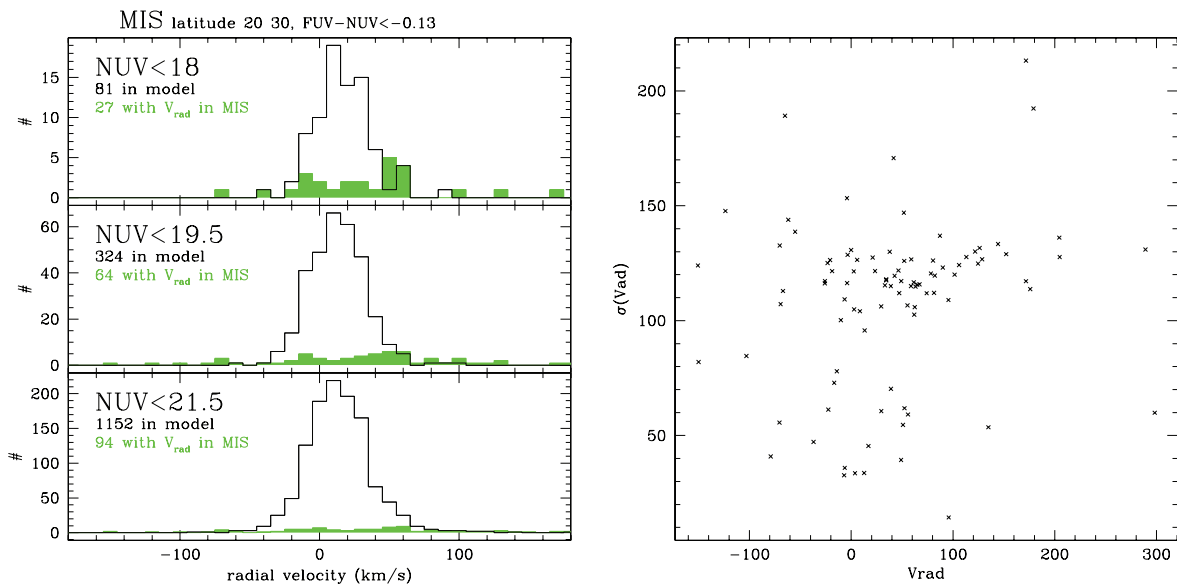 MIS latitude 20 30, FUV−NUV<−0.13
NUV<18
81 in model
27 with Vrad in MIS
15
10
5
0
#
NUV<19.5
324 in model
64 with Vrad in MIS
60
40
20
0
#
NUV<21.5
1152 in model
94 with Vrad in MIS
200
150
100
50
0
#
−100 0 100
radial velocity (km/s)
200
150
100
50
σ(Vad)
−100 0 100 200 300
Vrad